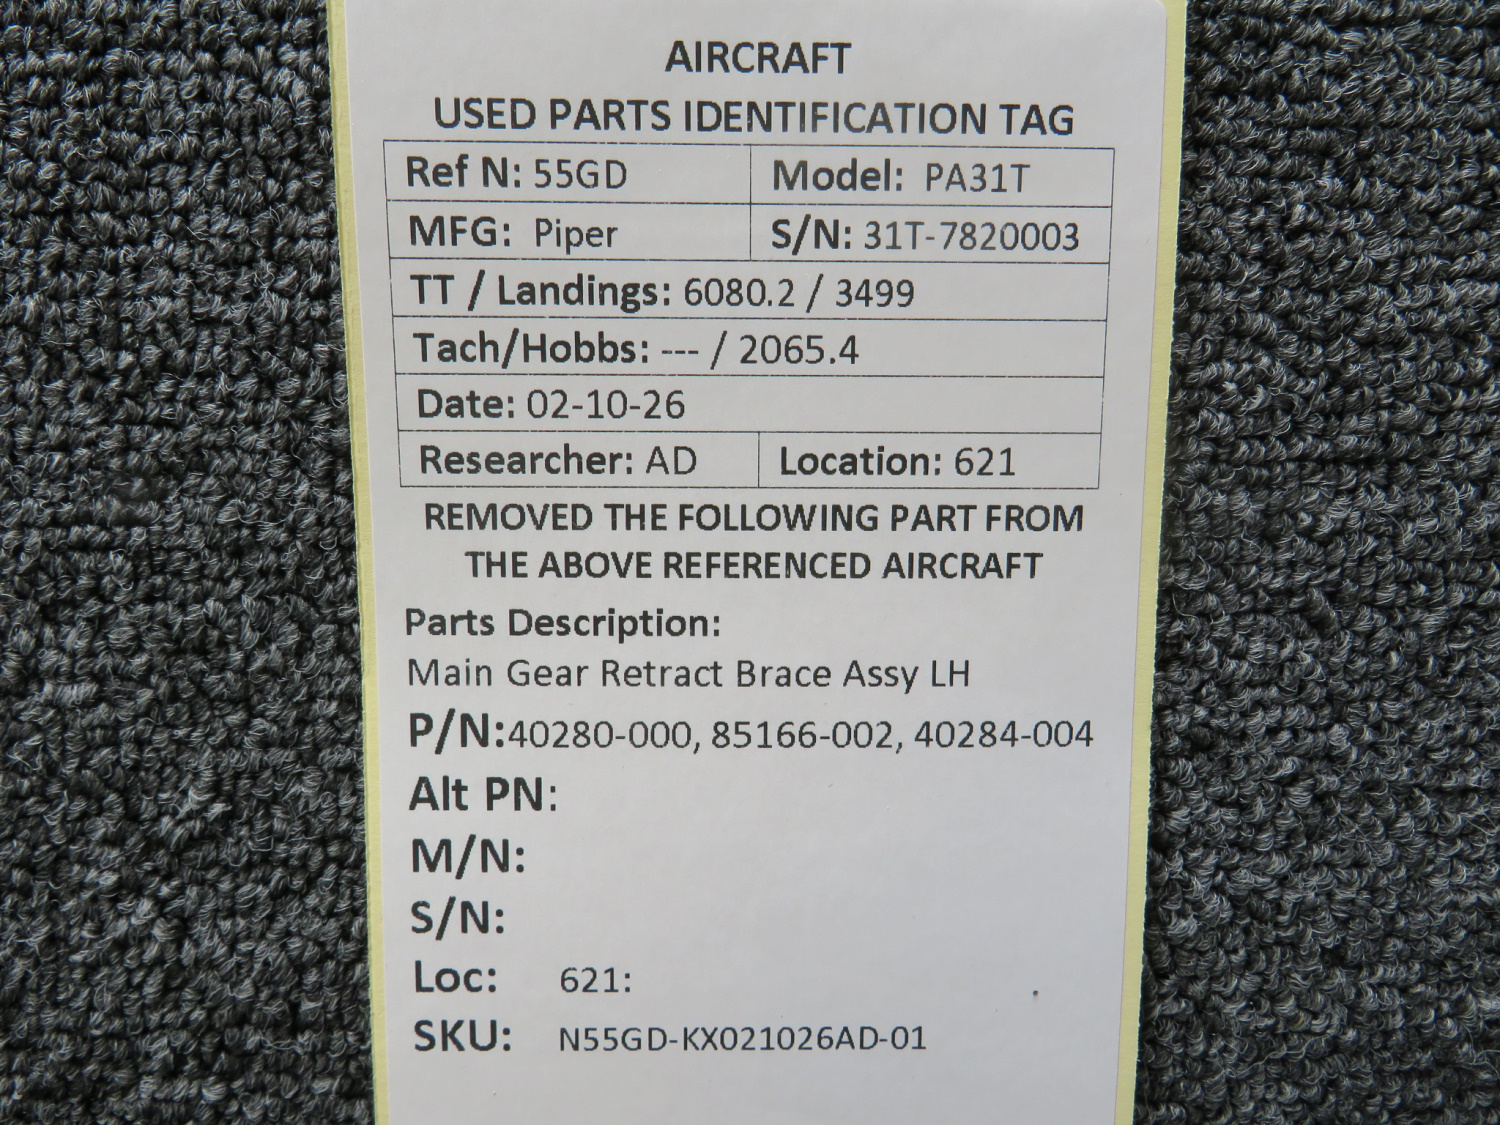 AIRCRAFT
USED PARTS IDENTIFICATION TAG
Ref N: 55GD Model: PA31T
MFG: Piper S/N: 31T-7820003
TT / Landings: 6080.2 / 3499
Tach/Hobbs: --- / 2065.4
Date: 02-10-26
Researcher: AD Location: 621
REMOVED THE FOLLOWING PART FROM
THE ABOVE REFERENCED AIRCRAFT
Parts Description:
Main Gear Retract Brace Assy LH
P/N:40280-000, 85166-002, 40284-004
Alt PN:
M/N:
S/N:
Loc: 621:
SKU: N55GD-KX021026AD-01